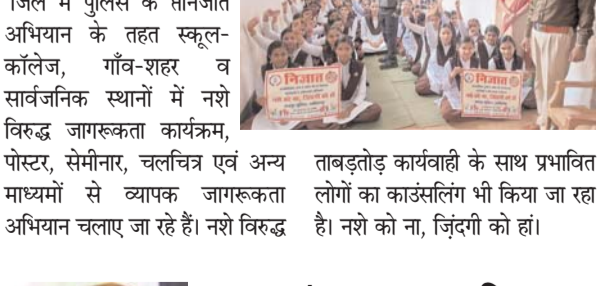 जिले में पुलिस के
अभियान के तहत स्कूल-
कॉलेज, गाँव-शहर व
सार्वजनिक स्थानों में नशे
विरुद्ध जागरूकता कार्यक्रम,
पोस्टर, सेमीनार, चलचित्र एवं अन्य
माध्यमों से व्यापक जागरूकता
अभियान चलाए जा रहे हैं। नशे विरुद्ध
निजात
निजात
ताबड़तोड़ कार्यवाही के साथ प्रभावित
लोगों का काउंसलिंग भी किया जा रहा
है। नशे को ना, ज़िंदगी को हां।